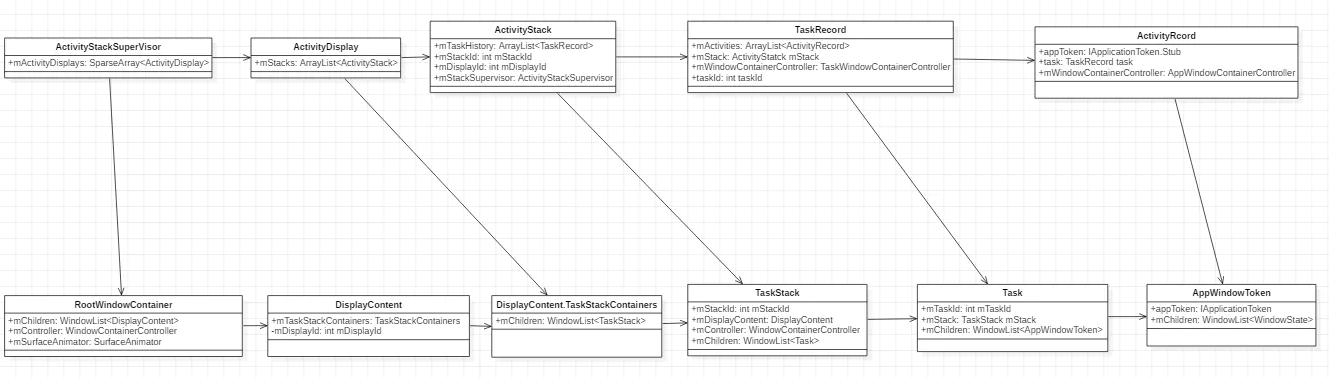 ActivityStackSuperVisor
+mActivityDisplays: SparseArray<ActivityDisplay>
ActivityDisplay
+mStacks: ArrayList<ActivityStack>
ActivityStack
+mTaskHistory: ArrayList<TaskRecord>
+mStackId: int mStackId
+mDisplayId: int mDisplayId
+mStackSupervisor: ActivityStackSupervisor
TaskRecord
+mActivities: ArrayList<ActivityRecord>
+mStack: ActivityStatck mStack
+mWindowContainerController: TaskWindowContainerController
+taskId: int taskId
ActivityRcord
+appToken: IApplicationToken.Stub
+task: TaskRecord task
+mWindowContainerController: AppWindowContainerController
RootWindowContainer
+mChildren: WindowList<DisplayContent>
+mController: WindowContainerController
+mSurfaceAnimator: SurfaceAnimator
DisplayContent
+mTaskStackContainers: TaskStackContainers
-mDisplayId: int mDisplayId
DisplayContent.TaskStackContainers
+mChildren: WindowList<TaskStack>
TaskStack
+mStackId: int mStackId
+mDisplayContent: DisplayContent
+mController: WindowContainerController
+mChildren: WindowList<Task>
Task
+mTaskId: int mTaskId
+mStack: TaskStack mStack
+mChildren: WindowList<AppWindowToken>
AppWindowToken
+appToken: IApplicationToken
+mChildren: WindowList<WindowState>